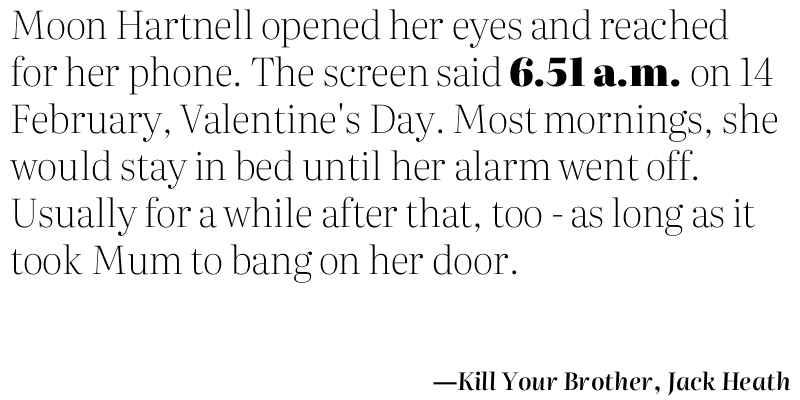 Moon Hartnell opened her eyes and reached
for her phone. The screen said 6.51 a.m. on 14
February, Valentine's Day. Most mornings, she
would stay in bed until her alarm went off.
Usually for a while after that, too - as long as it
took Mum to bang on her door.
—Kill Your Brother, Jack Heath